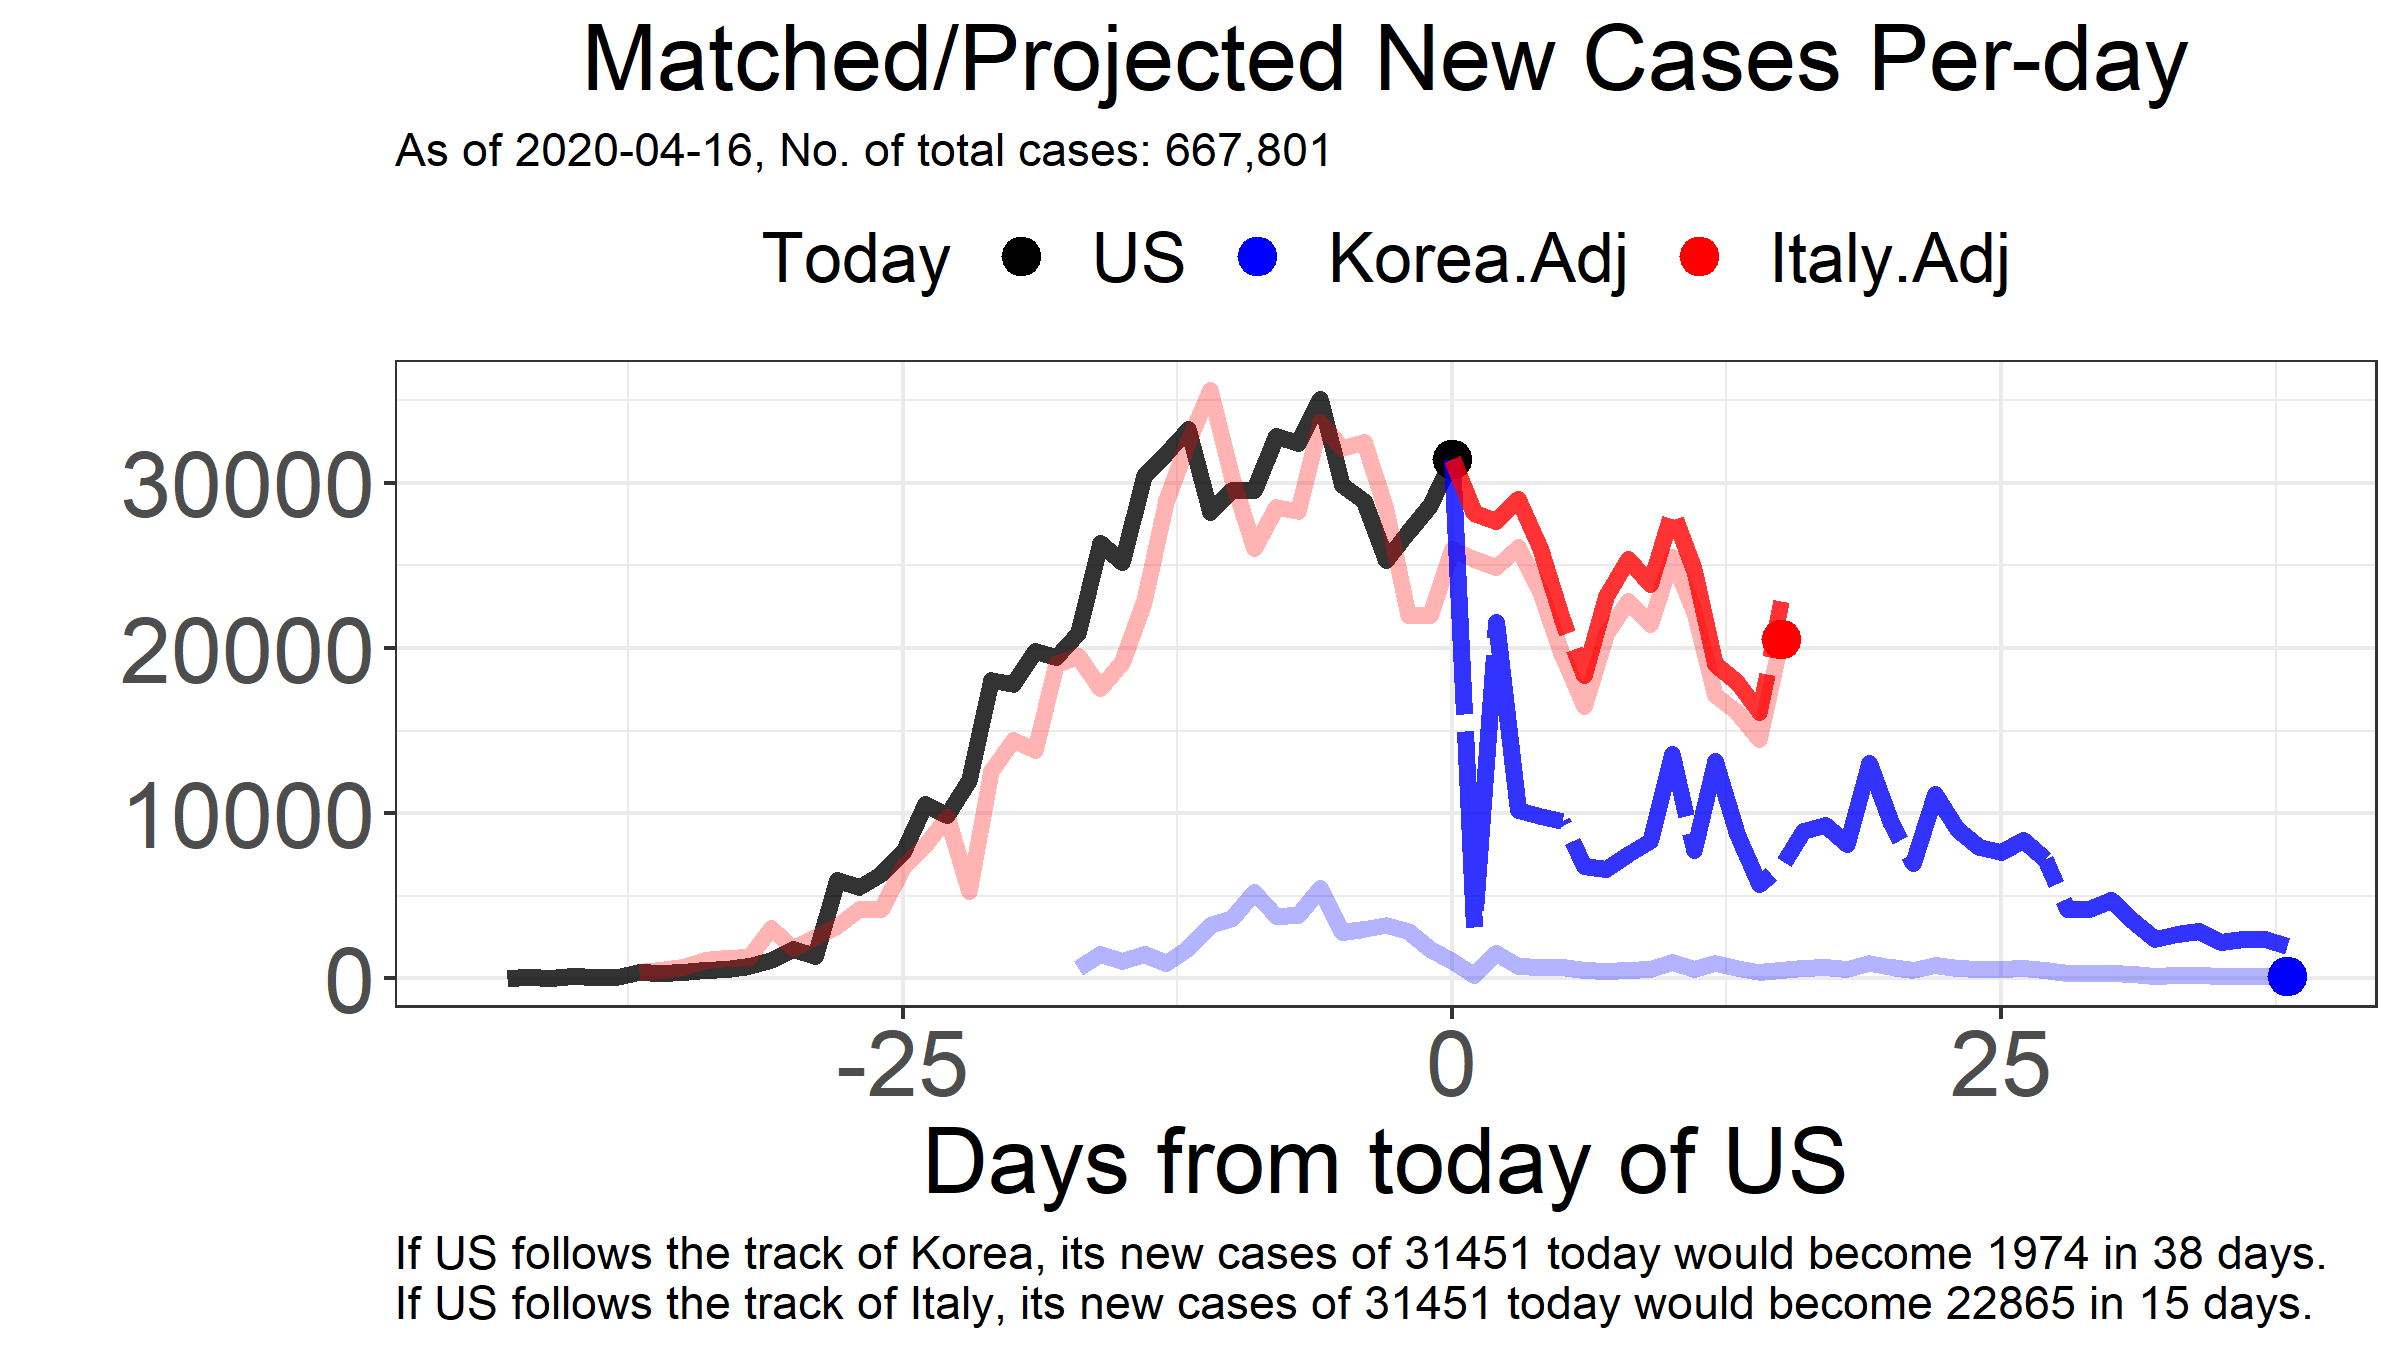 Matched/Projected New Cases Per-day
As of 2020-04-16, No. of total cases: 667,801
Today US Korea.Adj Italy.Adj
30000
20000
10000
0
-25 0 25
Days from today of US
If US follows the track of Korea, its new cases of 31451 today would become 1974 in 38 days.
If US follows the track of Italy, its new cases of 31451 today would become 22865 in 15 days.